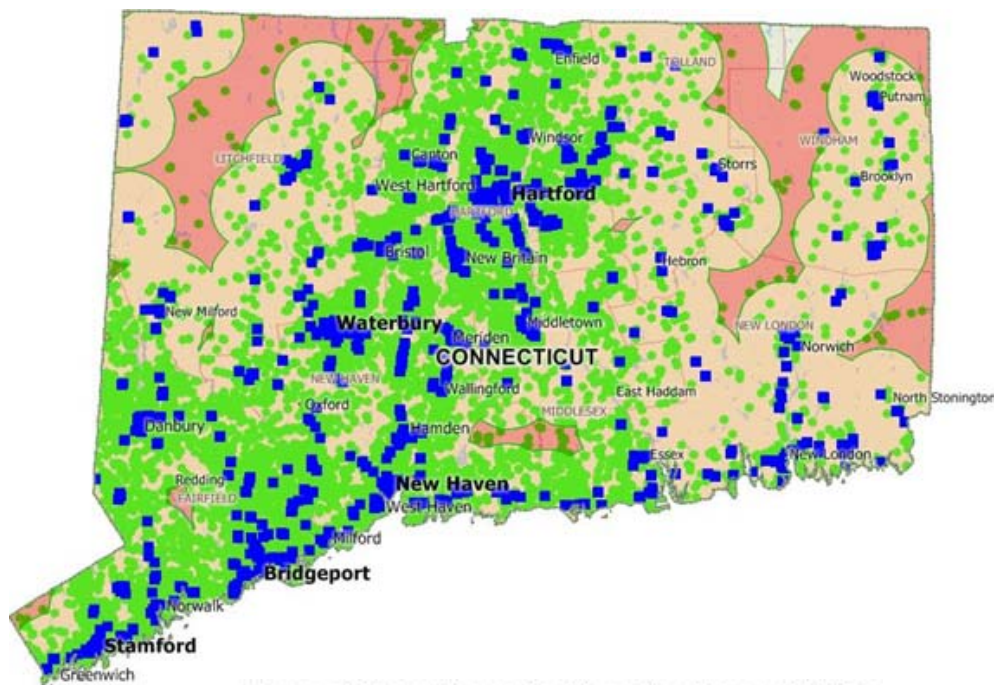 Enfield
TOLLAND
Woodstock
Putnam
Windsor
WINDHAM
Canton
LITCHFIELD
Storrs
Brooklyn
West Hartford
Hartford
HARTFORD
Bristol
New Britain
Hebron
New Milford
Waterbury
Middletown
NEW LONDON
Meriden
Norwich
CONNECTICUT
NEW HAVEN
Wallingford
East Haddam
North Stonington
Oxford
MIDDLESEX
Danbury
Hamden
Essex
New London
Redding
New Haven
FAIRFIELD
West Haven
Milford
Bridgeport
Norwalk
Stamford
Greenwich